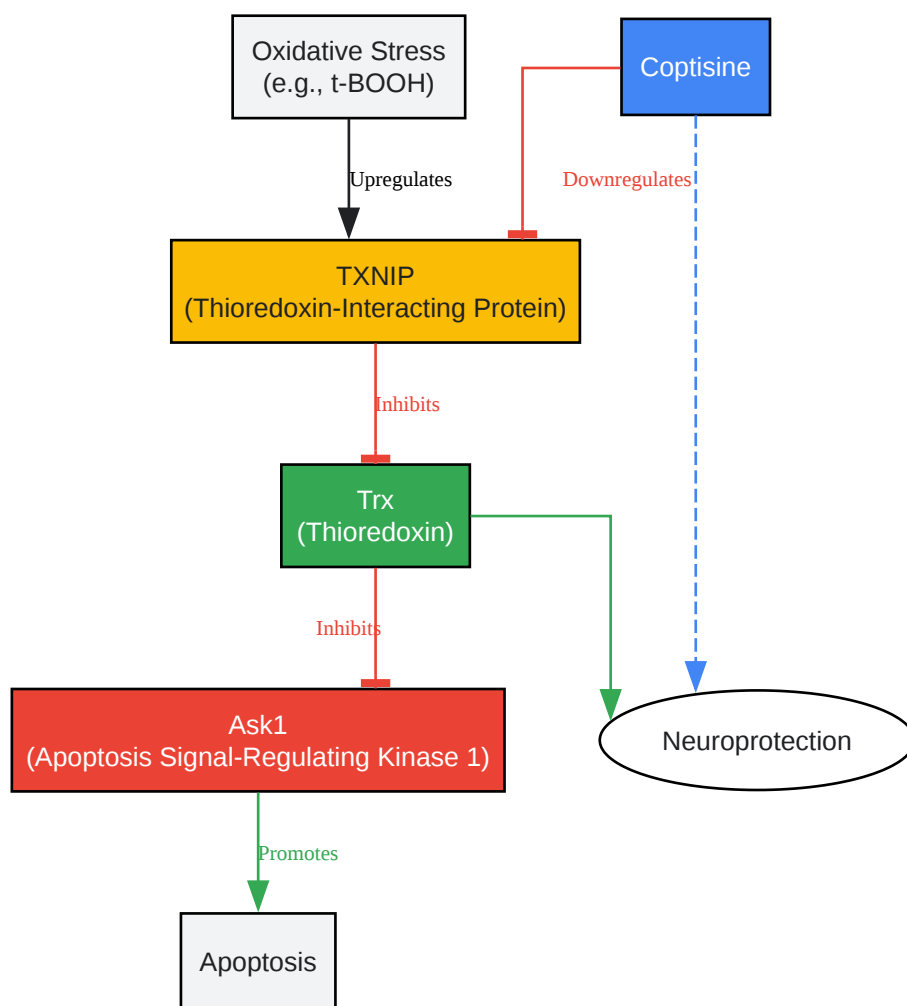 Oxidative Stress
(e.g., t-BOOH)
Coptisine
Upregulates
Downregulates
TXNIP
(Thioredoxin-Interacting Protein)
Inhibits
Trx
(Thioredoxin)
Inhibits
Ask1
(Apoptosis Signal-Regulating Kinase 1)
Neuroprotection
Promotes
Apoptosis